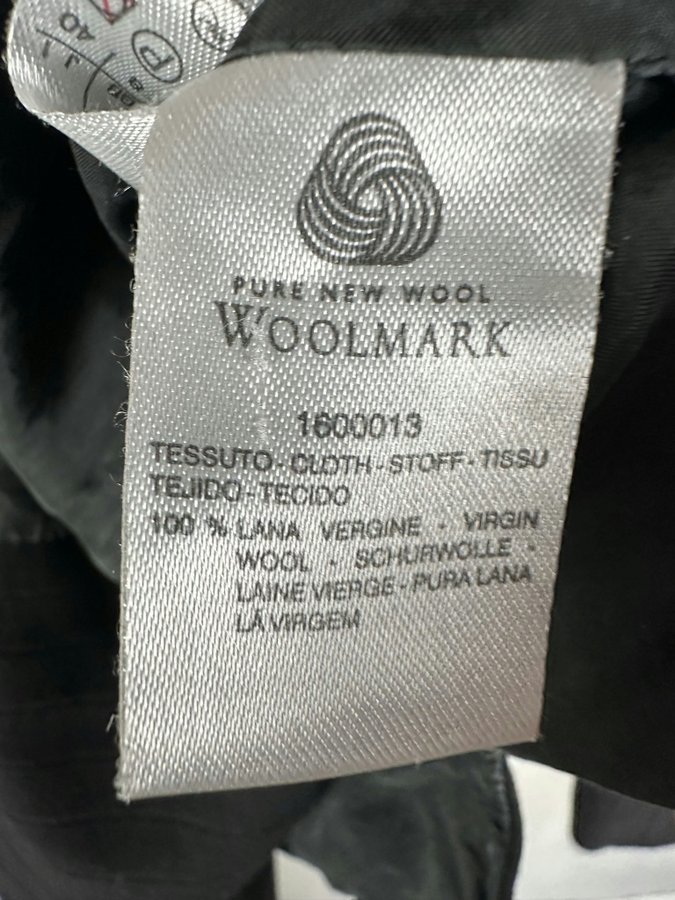 P
PURE NEW WOOL
WOOLMARK
1600013
TESSUTO-CLOTH-STOFF-TISSU
TEJIDO-TECIDO
100 % LANA VERGINE - VIRGIN
WOOL - SCHURWOLLE -
LAINE VIERGE - PURA LANA
LÃ VIRGEM